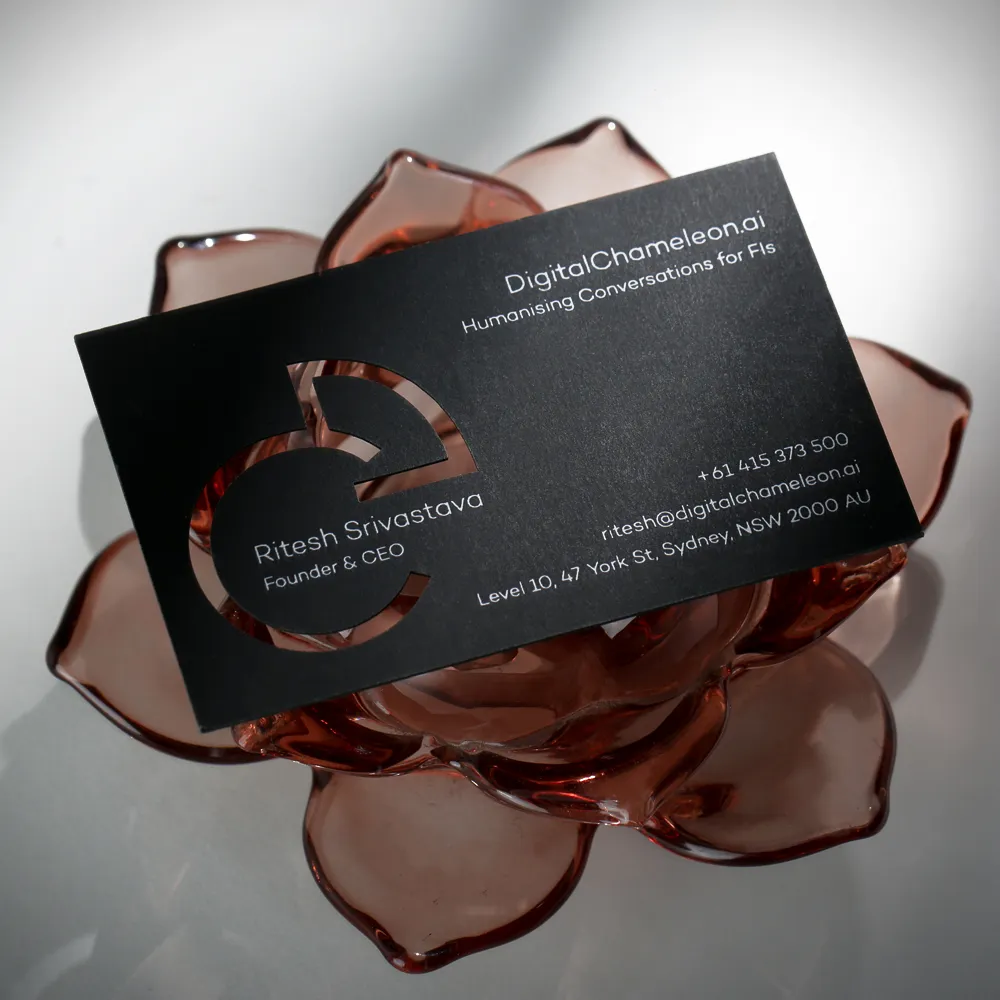 DigitalChameleon.ai
Humanising Conversations for FIs
Ritesh Srivastava
Founder & CEO
+61 415 373 500
ritesh@digitalchameleon.ai
Level 10, 47 York St, Sydney, NSW 2000 AU